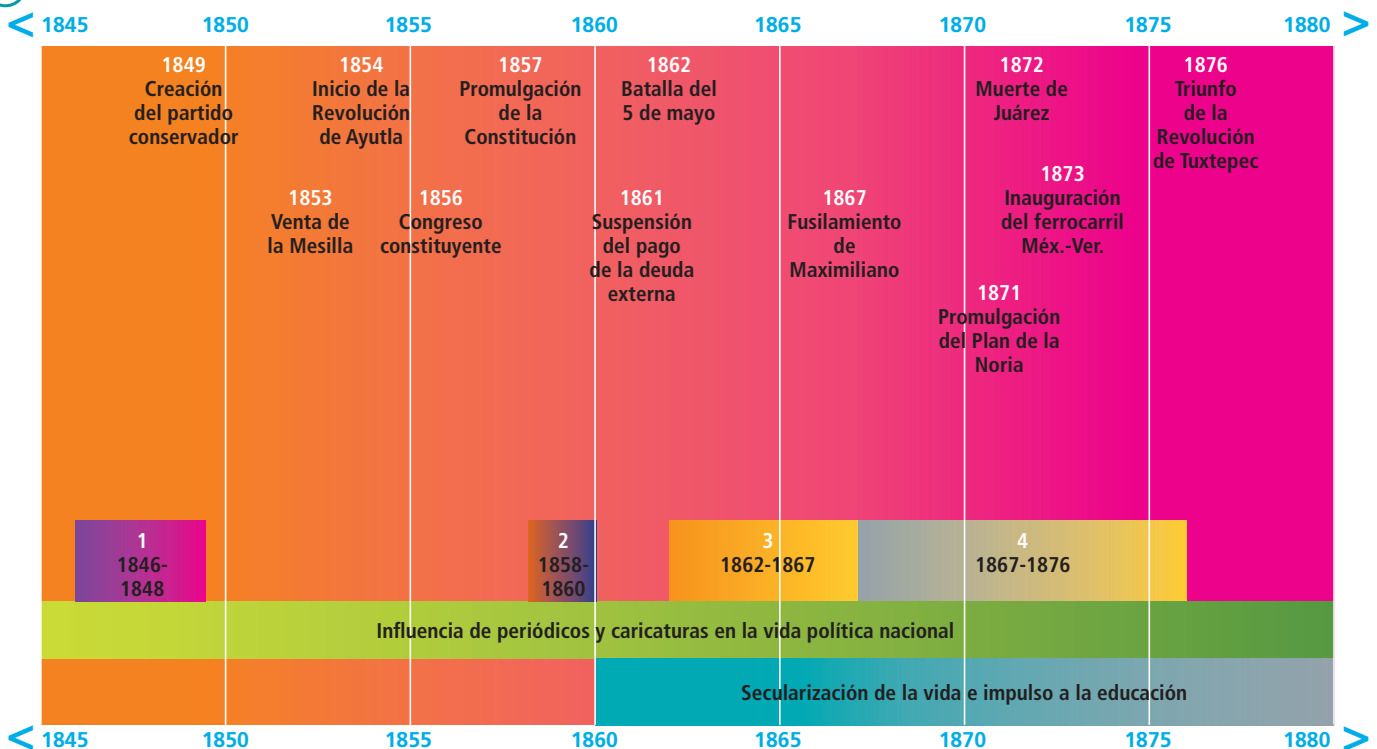 < 1845 1850 1855 1860 1865 1870 1875 1880 >
1849
Creación
del partido
conservador
1854
Inicio de la
Revolución
de Ayutla
1857
Promulgación
de la
Constitución
1862
Batalla del
5 de mayo
1872
Muerte de
Juárez
1876
Triunfo
de la
Revolución
de Tuxtepec
1853
Venta de
la Mesilla
1856
Congreso
constituyente
1861
Suspensión
del pago
de la deuda
externa
1867
Fusilamiento
de
Maximiliano
1873
Inauguración
del ferrocarril
Méx.-Ver.
1871
Promulgación
del Plan de la
Noria
1
1846-
1848
2
1858-
1860
3
1862-1867
4
1867-1876
Influencia de periódicos y caricaturas en la vida política nacional
Secularización de la vida e impulso a la educación
< 1845 1850 1855 1860 1865 1870 1875 1880 >